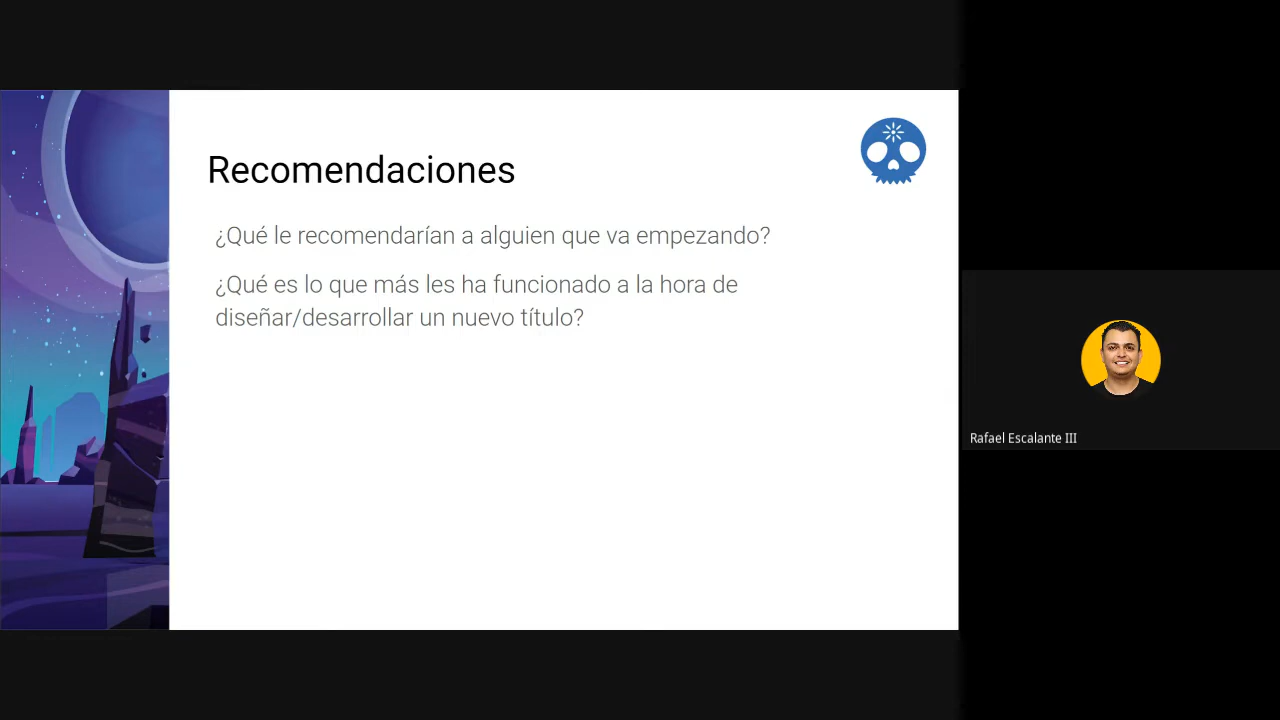 Recomendaciones
¿Qué le recomendarían a alguien que va empezando?
¿Qué es lo que más les ha funcionado a la hora de
diseñar/desarrollar un nuevo título?
Rafael Escalante III